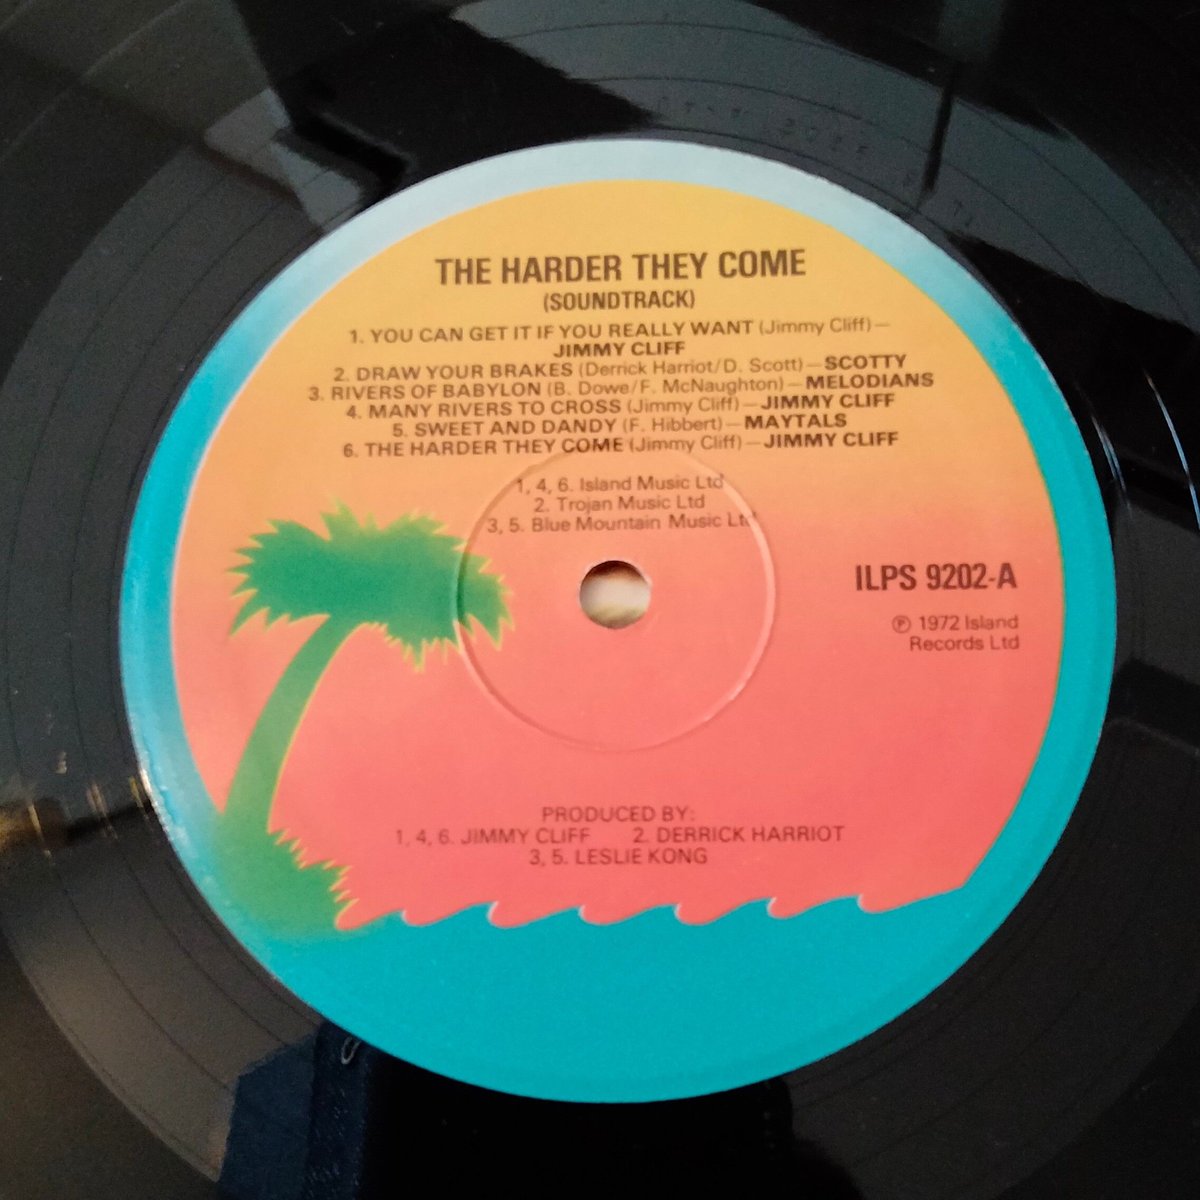 THE HARDER THEY COME
(SOUNDTRACK)
1. YOU CAN GET IT IF YOU REALLY WANT (Jimmy Cliff) —
JIMMY CLIFF
2. DRAW YOUR BRAKES (Derrick Harriot/D. Scott) — SCOTTY
3. RIVERS OF BABYLON (B. Dowe/F. McNaughton) — MELODIANS
4. MANY RIVERS TO CROSS (Jimmy Cliff) — JIMMY CLIFF
5. SWEET AND DANDY (F. Hibbert) — MAYTALS
6. THE HARDER THEY COME (Jimmy Cliff) — JIMMY CLIFF
1, 4, 6. Island Music Ltd
2. Trojan Music Ltd
3, 5. Blue Mountain Music Ltd
ILPS 9202-A
℗ 1972 Island
Records Ltd
PRODUCED BY:
1, 4, 6. JIMMY CLIFF 2. DERRICK HARRIOT
3, 5. LESLIE KONG